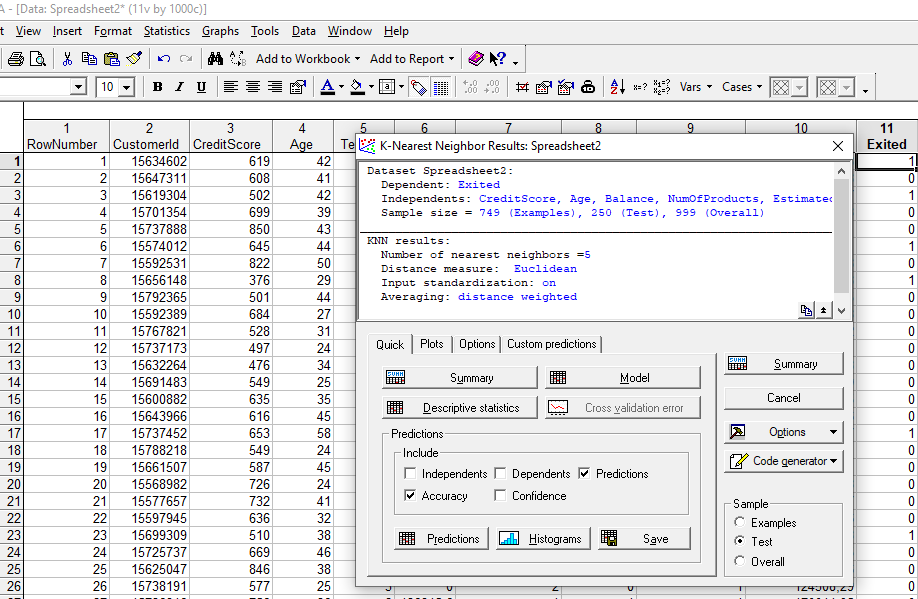 A - [Data: Spreadsheet2* (11v by 1000c)]
View Insert Format Statistics Graphs Tools Data Window Help
Add to Workbook Add to Report
10 B I U A Vars Cases
1 2 3 4 5 6 7 8 9 10 11
RowNumber CustomerId CreditScore Age Te Exited
1 1 15634602 619 42 1
2 2 15647311 608 41 0
3 3 15619304 502 42 1
4 4 15701354 699 39 0
5 5 15737888 850 43 0
6 6 15574012 645 44 1
7 7 15592531 822 50 0
8 8 15656148 376 29 1
9 9 15792365 501 44 0
10 10 15592389 684 27 0
11 11 15767821 528 31 0
12 12 15737173 497 24 0
13 13 15632264 476 34 0
14 14 15691483 549 25 0
15 15 15600882 635 35 0
16 16 15643966 616 45 0
17 17 15737452 653 58 1
18 18 15788218 549 24 0
19 19 15661507 587 45 0
20 20 15568982 726 24 0
21 21 15577657 732 41 0
22 22 15597945 636 32 0
23 23 15699309 510 38 1
24 24 15725737 669 46 0
25 25 15625047 846 38 0
26 26 15738191 577 25 0
K-Nearest Neighbor Results: Spreadsheet2
Dataset Spreadsheet2:
Dependent: Exited
Independents: CreditScore, Age, Balance, NumOfProducts, Estimated
Sample size = 749 (Examples), 250 (Test), 999 (Overall)
KNN results:
Number of nearest neighbors =5
Distance measure: Euclidean
Input standardization: on
Averaging: distance weighted
Quick Plots Options Custom predictions
Summary Model
Descriptive statistics Cross validation error
Predictions
Include
Independents Dependents Predictions
Accuracy Confidence
Predictions Histograms Save
Summary
Cancel
Options
Code generator
Sample
Examples
Test
Overall